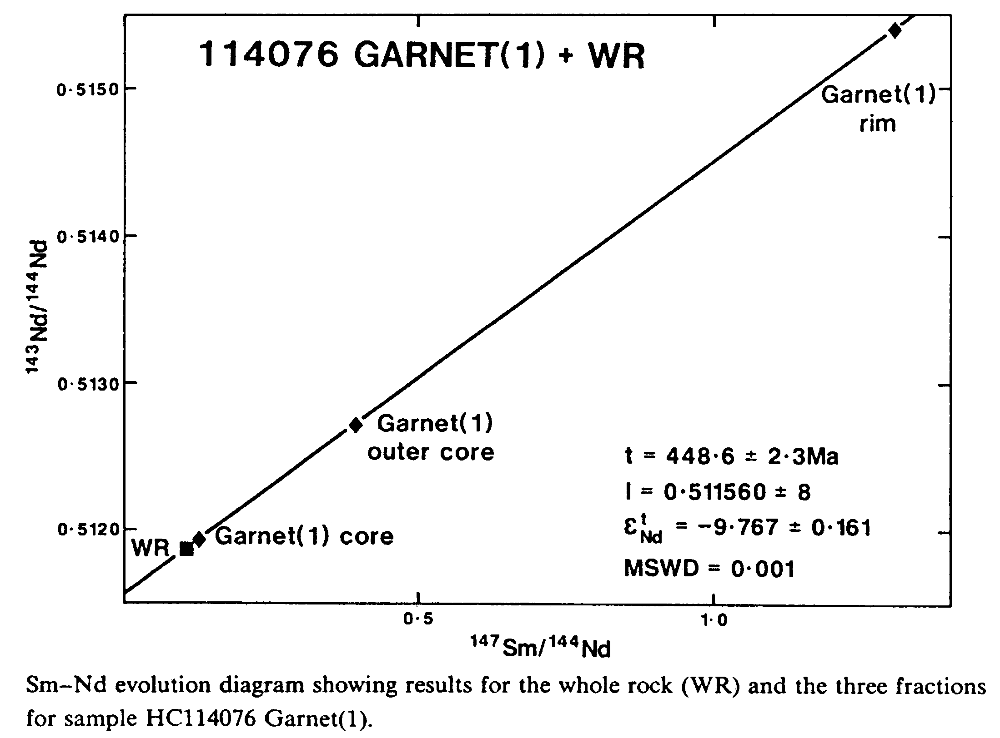 114076 GARNET(1) + WR
0·5150
Garnet(1)
rim
0·5140
143Nd/144Nd
0·5130
Garnet(1)
outer core
t = 448·6 ± 2·3Ma
I = 0·511560 ± 8
εtNd = −9·767 ± 0·161
MSWD = 0·001
0·5120
WR
Garnet(1) core
0·5
1·0
147Sm/144Nd
Sm–Nd evolution diagram showing results for the whole rock (WR) and the three fractions
for sample HC114076 Garnet(1).